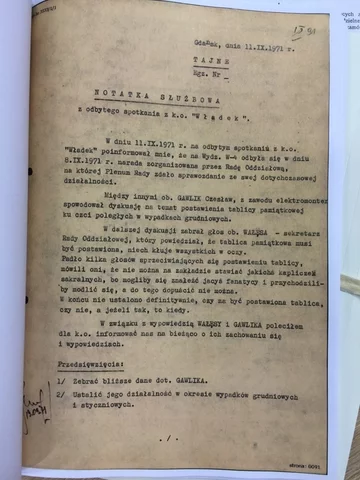 Gdańsk, dnia 11.IX.1971 r.
TAJNE
Egz. Nr
NOTATKA SŁUŻBOWA
z odbytego spotkania z k.o. "Władek".
W dniu 11.IX.1971 r na odbytym spotkaniu z k.o.
"Władek" poinformował mnie, że na Wydz. W-4 odbyła się w dniu
8.IX.1971 r narada zorganizowana przez Radę Oddziałową,
na której Plenum Rady zdało sprawozdanie ze swej dotychczasowej
działalności.
Między innymi ob. GAWLIK Czesław, z zawodu elektromonter
spowodował dyskusję na temat postawienia tablicy pamiątkowej
ku czci poległych w wypadkach grudniowych.
W dalszej dyskusji zabrał głos ob. WAŁĘSA - sekretarz
Rady Oddziałowej, który powiedział, że tablica pamiątkowa musi
być postawiona, niech kłuje wszystkich w oczy.
Padło kilka głosów sprzeciwiających się postawieniu tablicy,
mówili oni, że nie można na zakładzie stawiać jakichś kapliczek
sakralnych, bo mogliby się znaleźć jacyś fanatycy i przychodzili-
by modlić się, a do tego dopuścić nie można.
W końcu nie ustalono definitywnie, czy ma być postawiona tablica,
czy nie, a jeżeli tak, to kiedy.
W związku z wypowiedzią WAŁĘSY i GAWLIKA poleciłem
dla k.o. informować nas na bieżąco o ich zachowaniu się
i wypowiedziach.
Przedsięwzięcia:
1/ Zebrać bliższe dane dot. GAWLIKA.
2/ Ustalić jego działalność w okresie wypadków grudniowych
i styczniowych.
./.